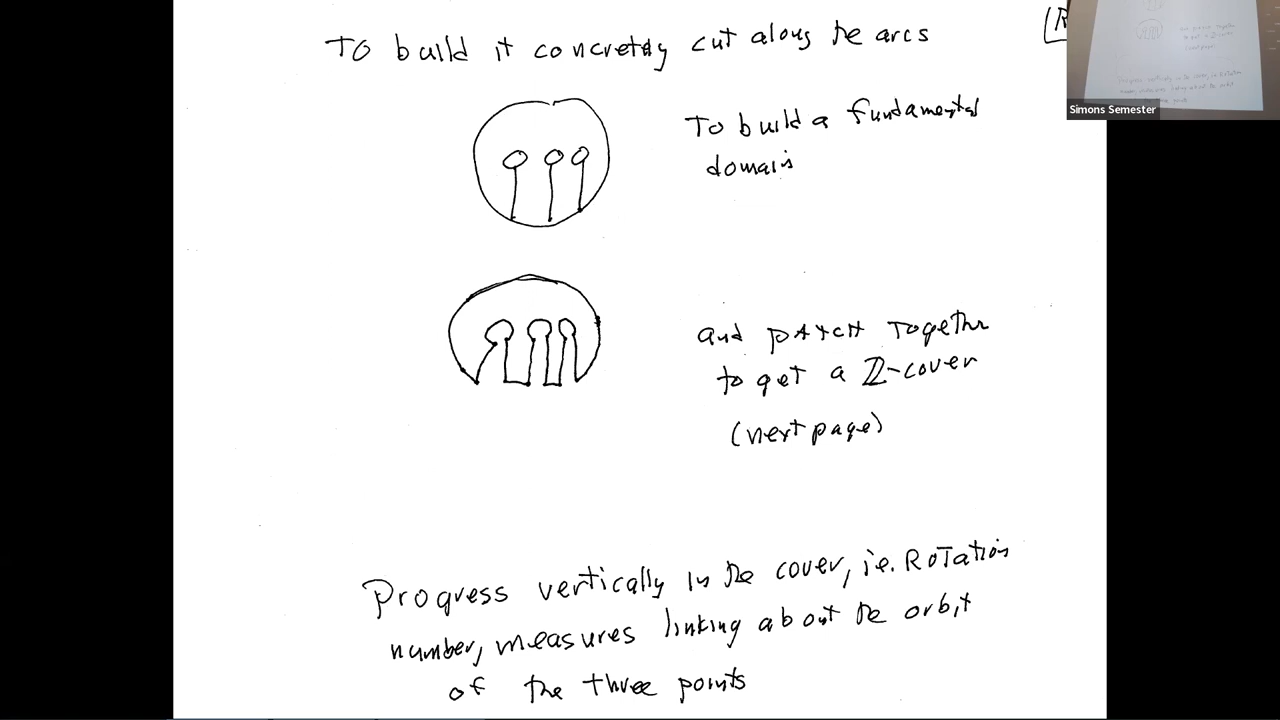 To build it concretely cut along the arcs
[R
To build a fundamental
domain
and patch together
to get a Z-cover
(next page)
Progress vertically in the cover, i.e. Rotation
number, measures linking about the orbit
of the three points
Simons Semester